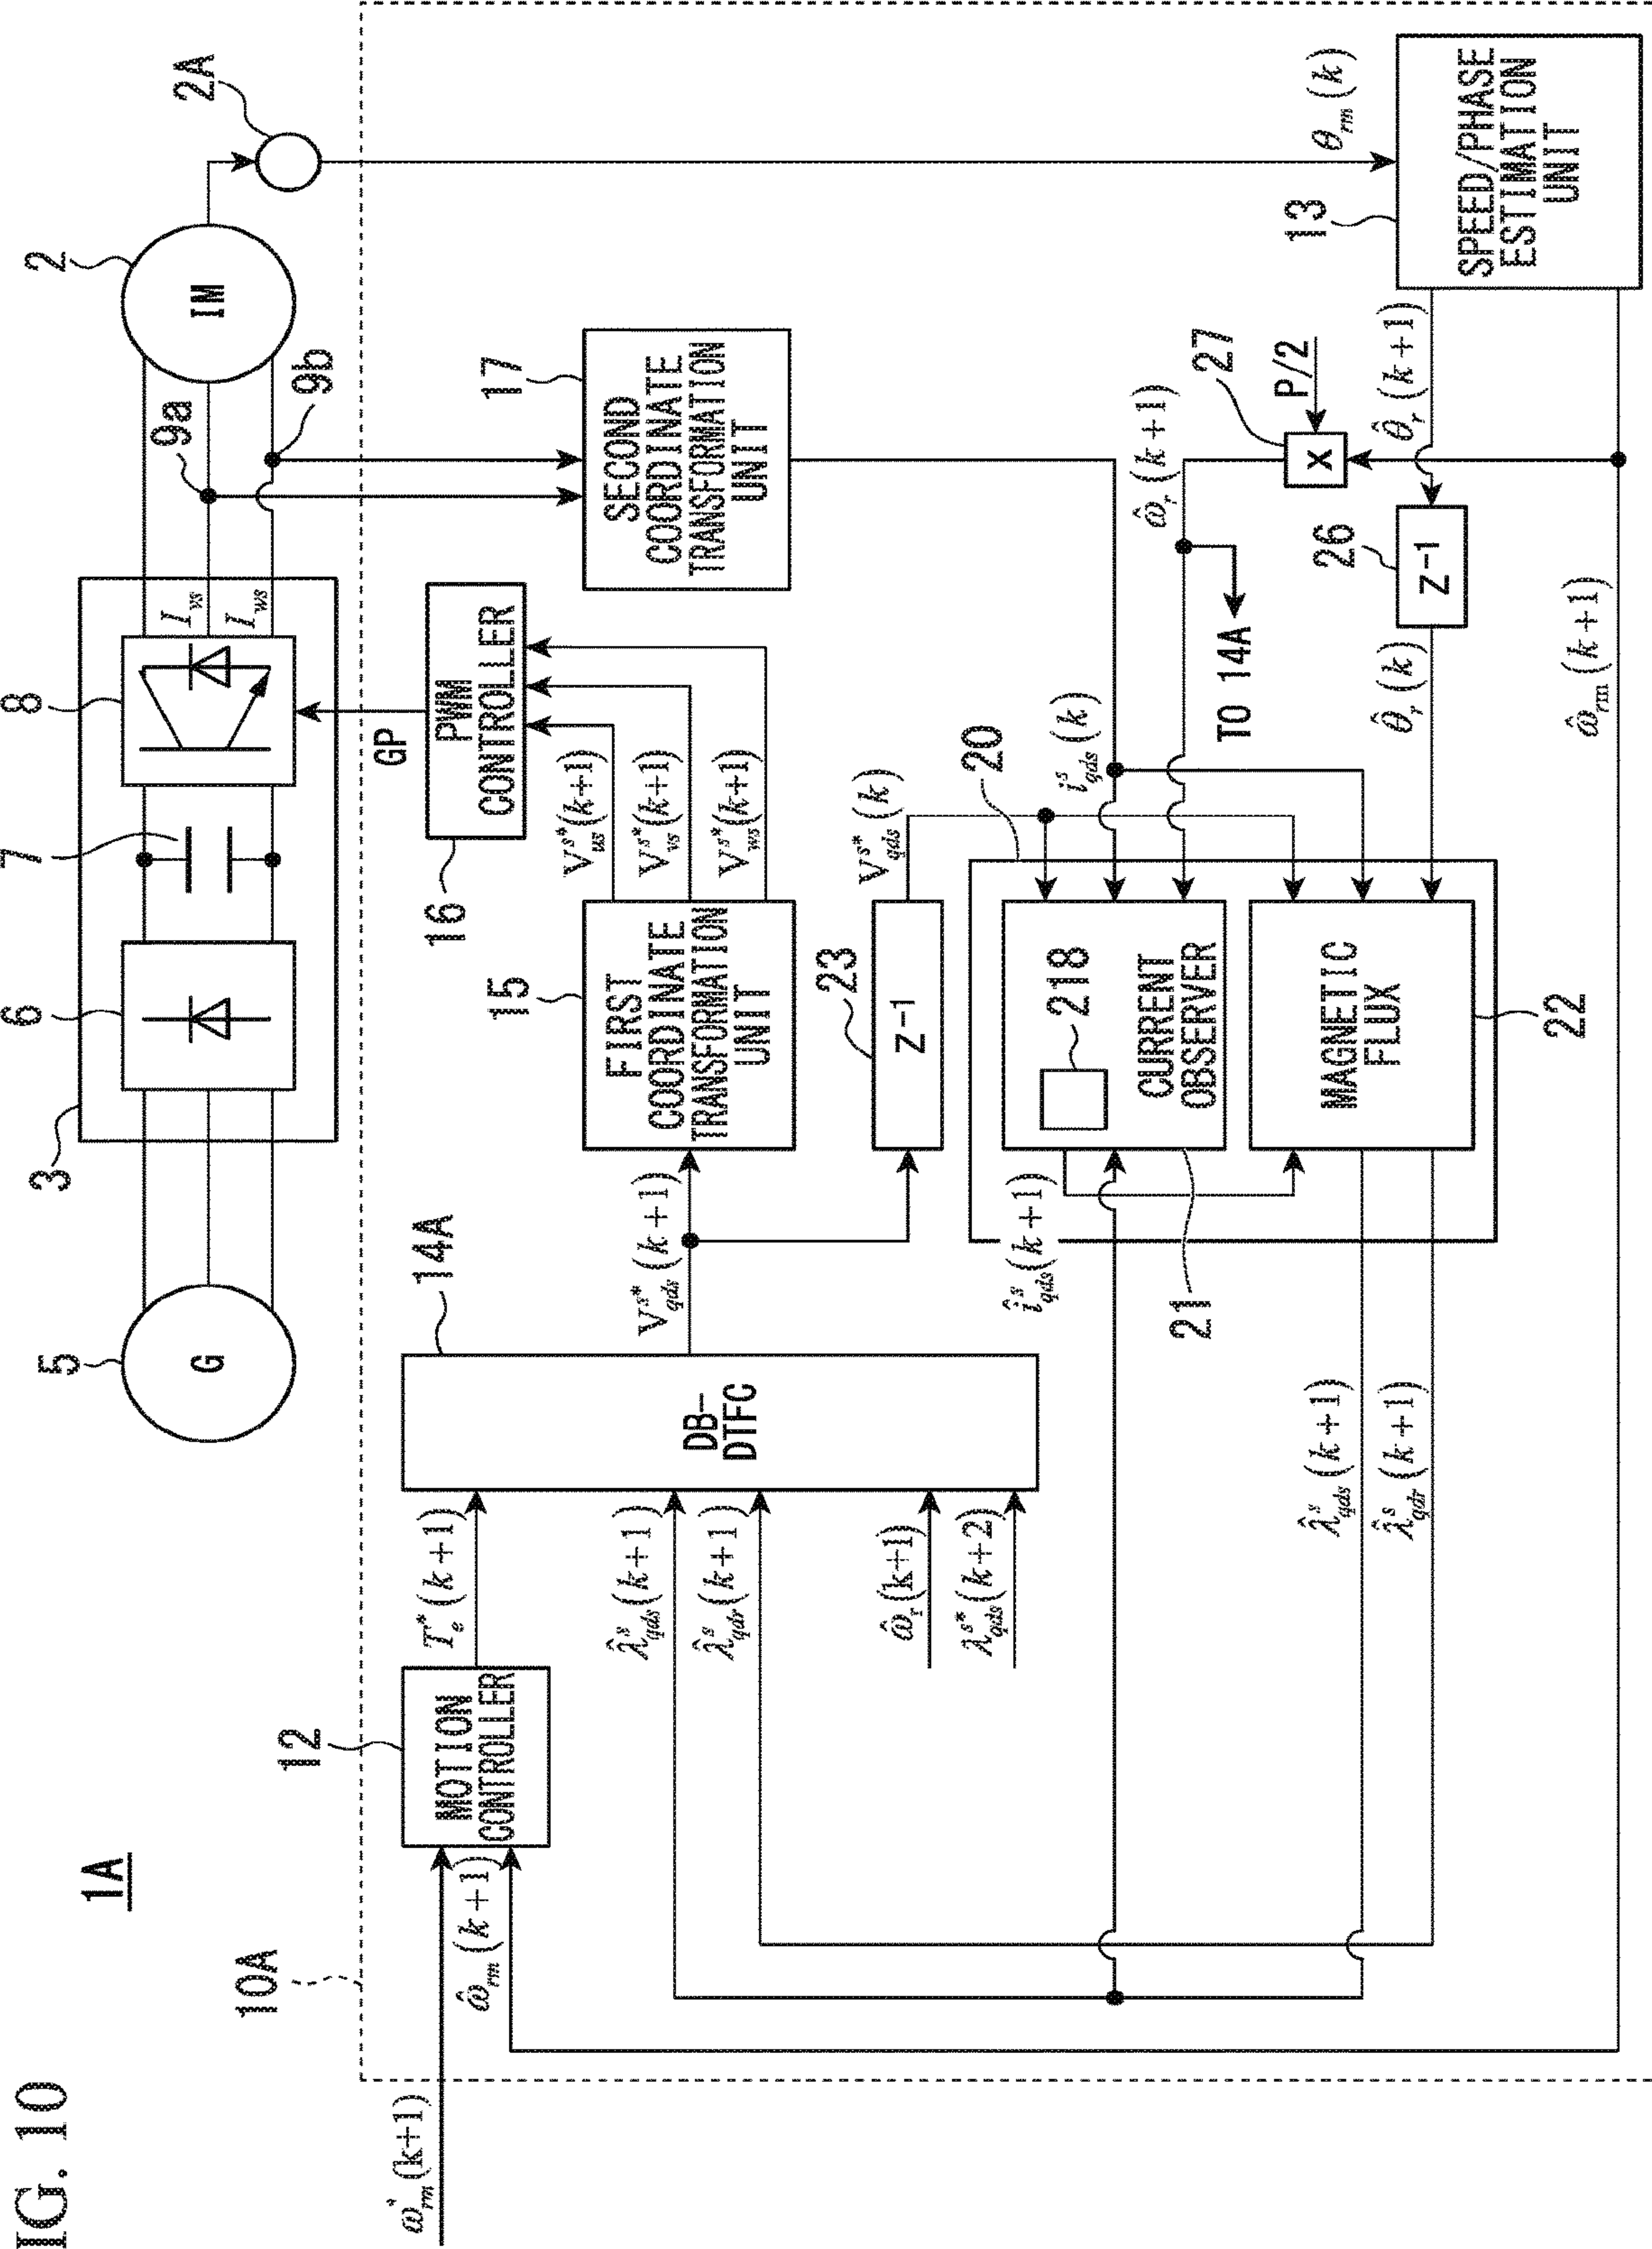 IG. 10
1A
5
G
3
6
7
8
I_vs
I_ws
2
IM
2A
9a
9b
10A
ω*_rm(k+1)
ω̂_rm(k+1)
12
MOTION
CONTROLLER
T*_e(k+1)
λ̂^s_qds(k+1)
λ̂^s_qdr(k+1)
ω̂_r(k+1)
λ^s*_qds(k+2)
14A
DB-
DTFC
V^s*_qds(k+1)
15
FIRST
COORDINATE
TRANSFORMATION
UNIT
V^s*_us(k+1)
V^s*_vs(k+1)
V^s*_ws(k+1)
16
PWM
CONTROLLER
GP
17
SECOND
COORDINATE
TRANSFORMATION
UNIT
23
Z⁻¹
V^s*_qds(k)
20
i^s_qds(k)
î^s_qds(k+1)
218
CURRENT
OBSERVER
21
MAGNETIC
FLUX
22
λ̂^s_qds(k+1)
λ̂^s_qdr(k+1)
TO 14A
ω̂_r(k+1)
27
P/2
X
26
Z⁻¹
θ̂_r(k)
θ̂_r(k+1)
ω̂_rm(k+1)
13
θ_rm(k)
SPEED/PHASE
ESTIMATION
UNIT